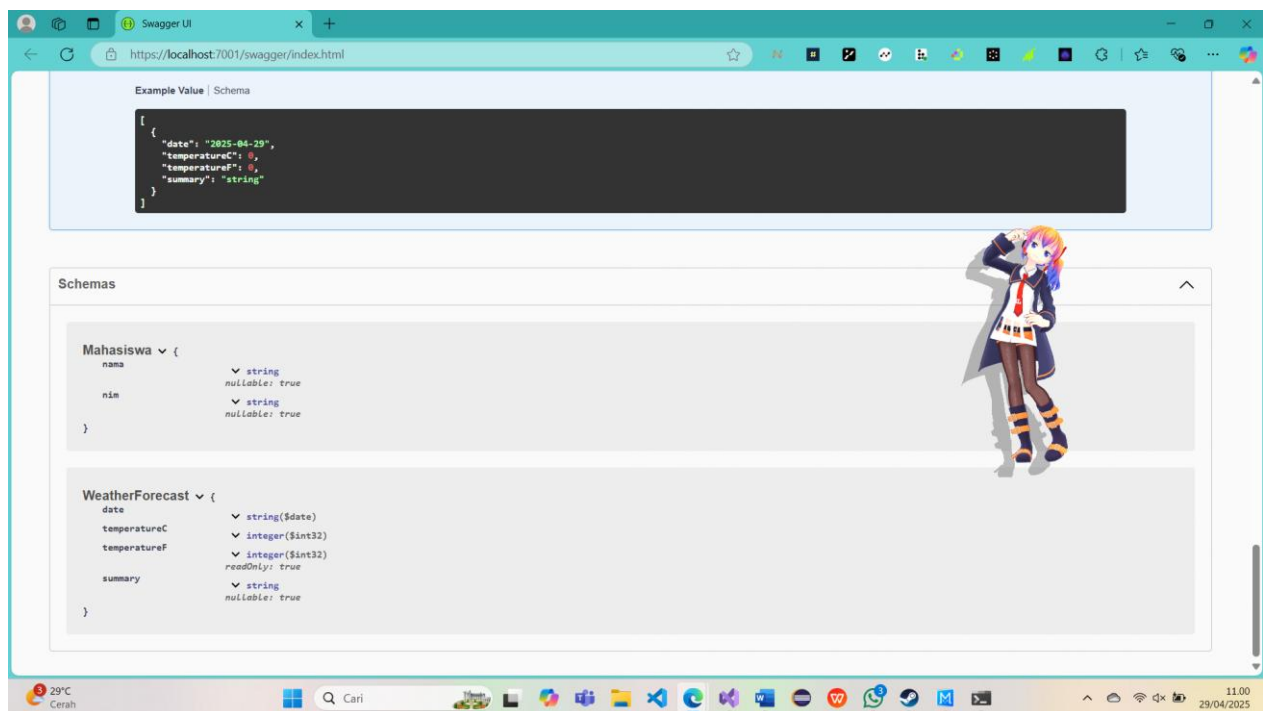 Swagger UI
https://localhost:7001/swagger/index.html
Example Value | Schema
[
{
"date": "2025-04-29",
"temperatureC": 0,
"temperatureF": 0,
"summary": "string"
}
]
Schemas
Mahasiswa {
nama
string
nullable: true
nim
string
nullable: true
}
WeatherForecast {
date
string($date)
temperatureC
integer($int32)
temperatureF
integer($int32)
readOnly: true
summary
string
nullable: true
}
3
29°C
Cerah
Cari
3
11.00
29/04/2025